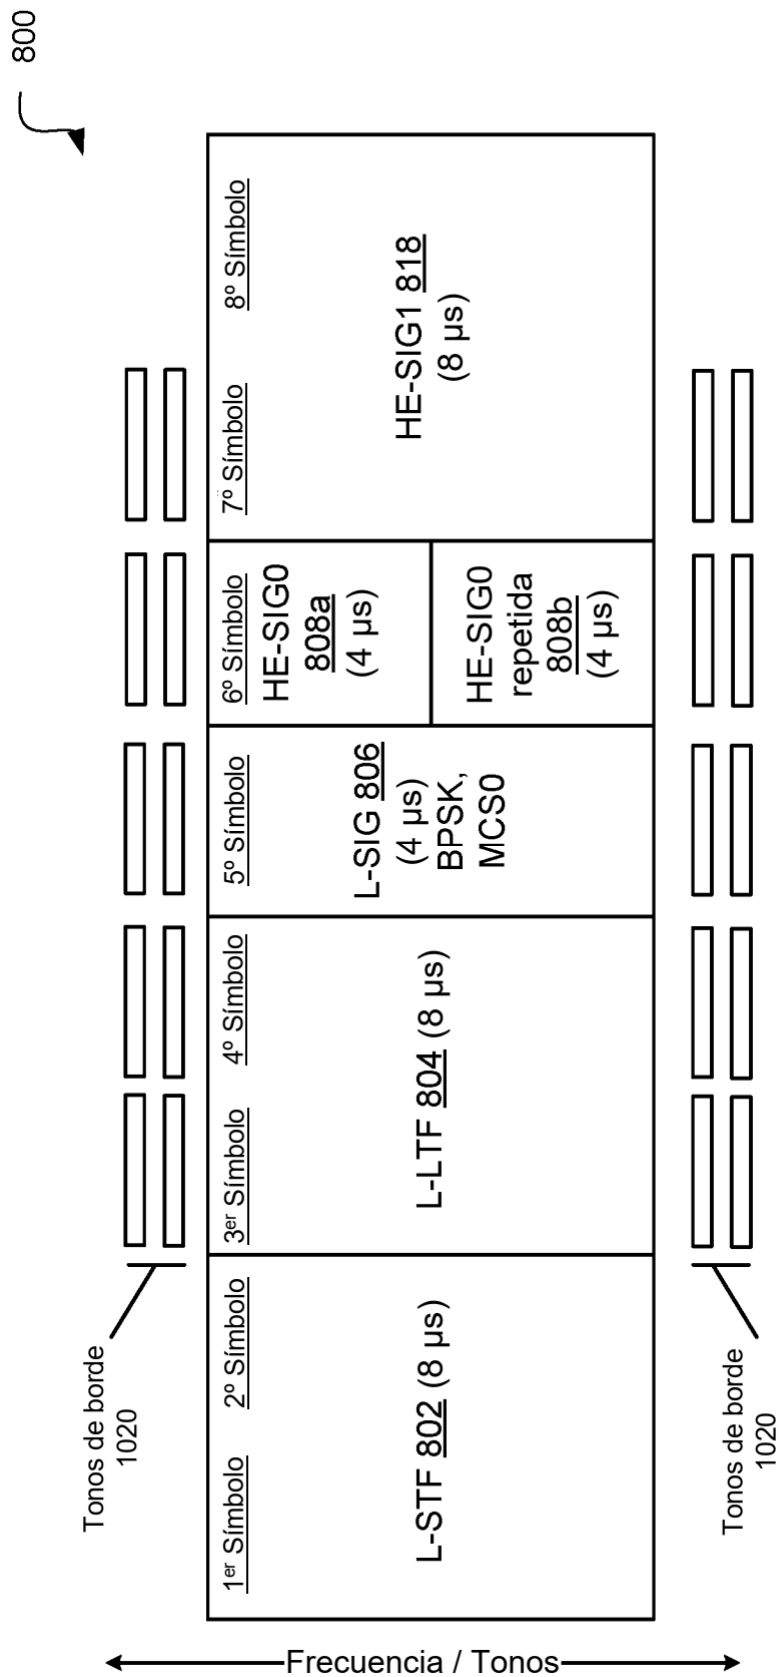 800
Tonos de borde
1020
1er Símbolo
2º Símbolo
3er Símbolo
4º Símbolo
5º Símbolo
6º Símbolo
7º Símbolo
8º Símbolo
L-STF 802 (8 µs)
L-LTF 804 (8 µs)
L-SIG 806
(4 µs)
BPSK,
MCS0
HE-SIG0
808a
(4 µs)
HE-SIG0
repetida
808b
(4 µs)
HE-SIG1 818
(8 µs)
Tonos de borde
1020
Frecuencia / Tonos